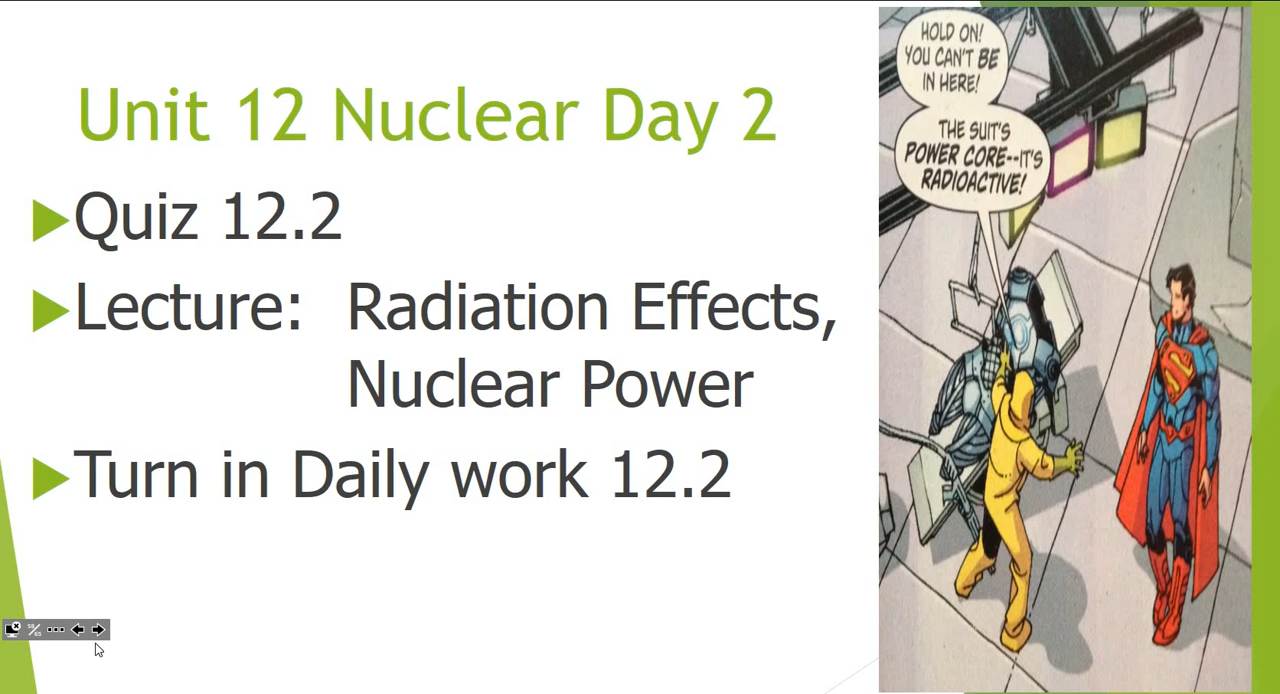 Unit 12 Nuclear Day 2
Quiz 12.2
Lecture: Radiation Effects,
Nuclear Power
Turn in Daily work 12.2
HOLD ON!
YOU CAN'T BE
IN HERE!
THE SUIT'S
POWER CORE--IT'S
RADIOACTIVE!